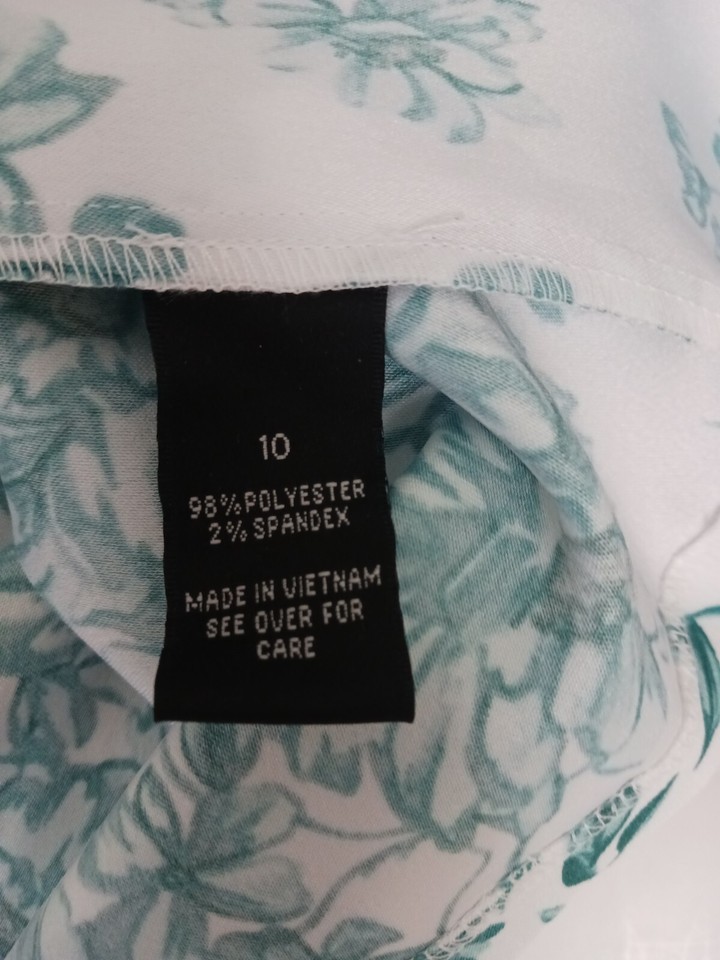 10
98%POLYESTER
2%SPANDEX
MADE IN VIETNAM
SEE OVER FOR
CARE